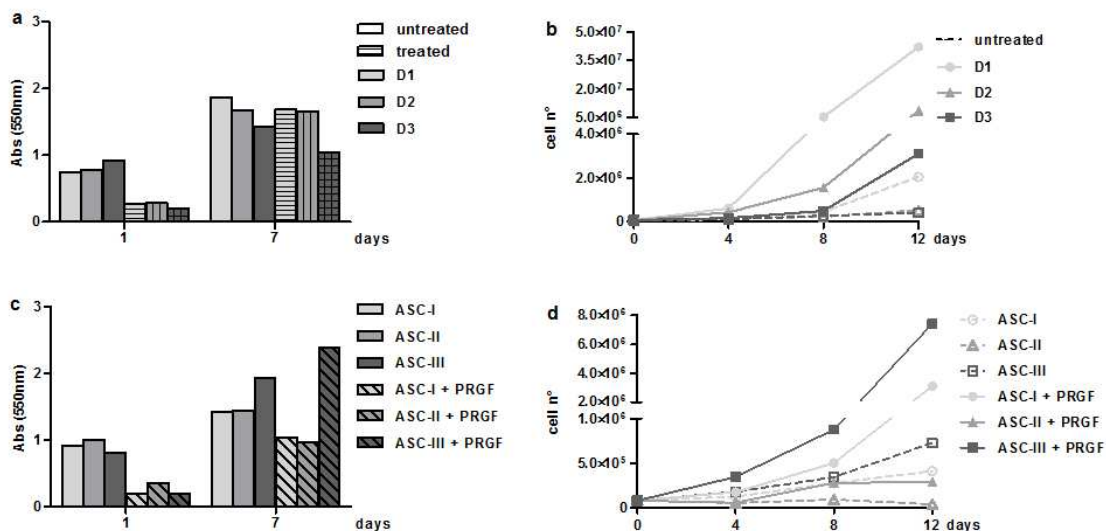 a
3
2
1
0
Abs (550nm)
1
7
days
untreated
treated
D1
D2
D3
b
5.0×10⁷
3.5×10⁷
2.0×10⁷
5.0×10⁶
4.0×10⁶
2.0×10⁶
0
cell n°
0
4
8
12
days
untreated
D1
D2
D3
c
3
2
1
0
Abs (550nm)
1
7
days
ASC-I
ASC-II
ASC-III
ASC-I + PRGF
ASC-II + PRGF
ASC-III + PRGF
d
8.0×10⁶
6.0×10⁶
4.0×10⁶
2.0×10⁶
1.0×10⁶
5.0×10⁵
0
cell n°
0
4
8
12
days
ASC-I
ASC-II
ASC-III
ASC-I + PRGF
ASC-II + PRGF
ASC-III + PRGF